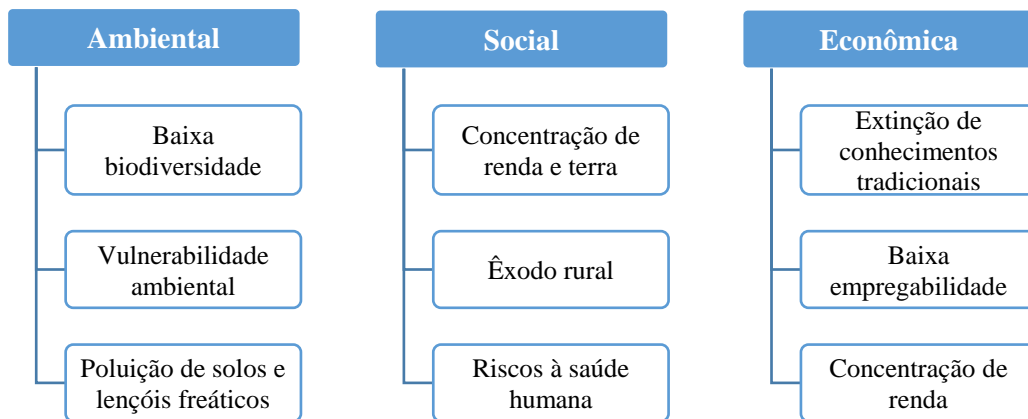 Ambiental
Baixa
biodiversidade
Vulnerabilidade
ambiental
Poluição de solos e
lençóis freáticos
Social
Concentração de
renda e terra
Êxodo rural
Riscos à saúde
humana
Econômica
Extinção de
conhecimentos
tradicionais
Baixa
empregabilidade
Concentração de
renda